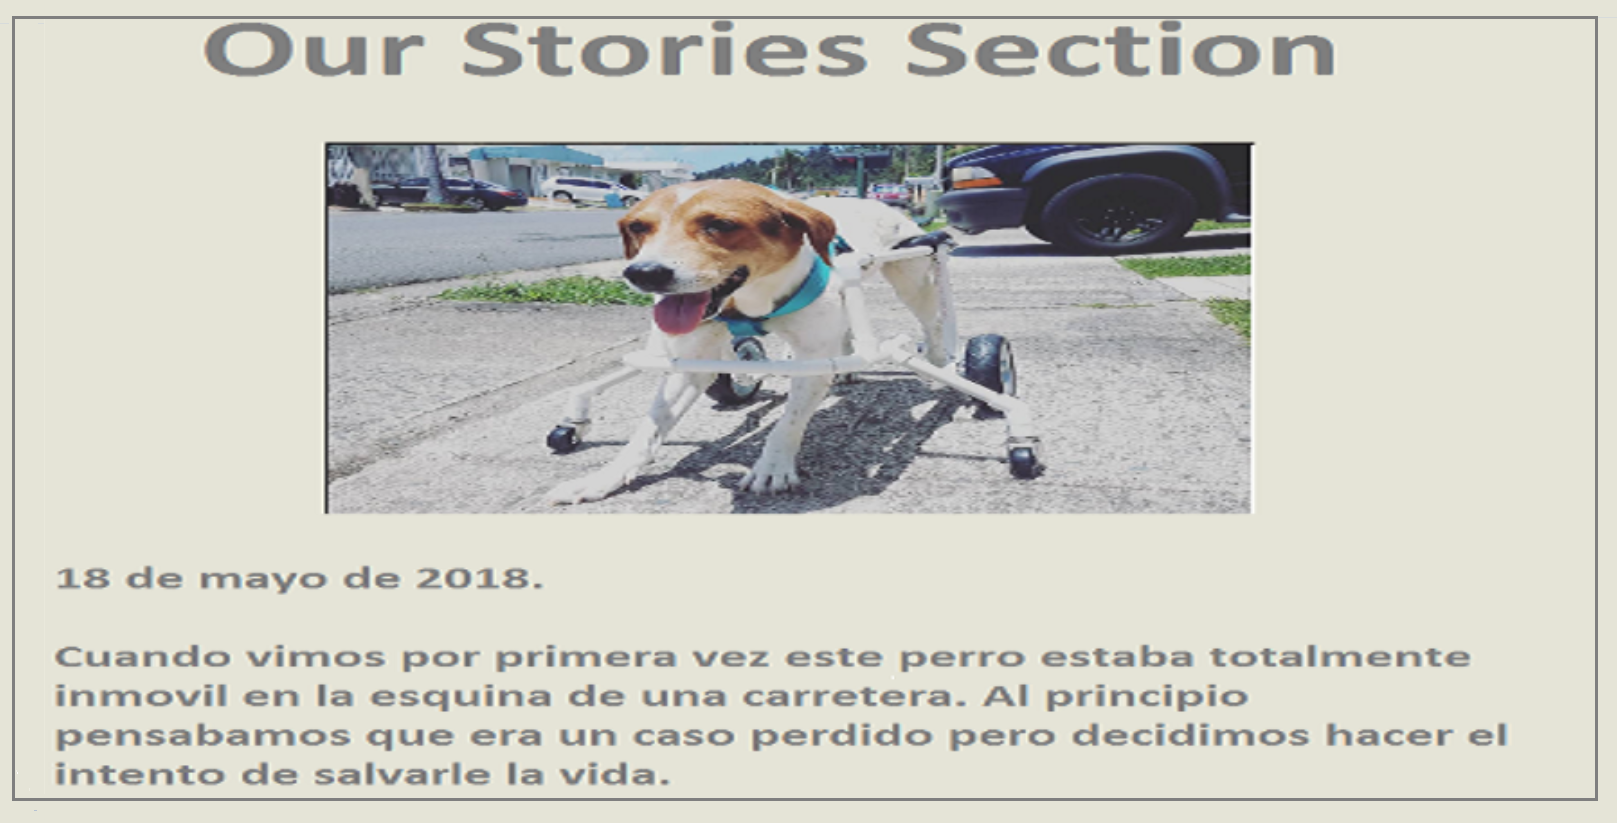 Our Stories Section
18 de mayo de 2018.
Cuando vimos por primera vez este perro estaba totalmente
inmovil en la esquina de una carretera. Al principio
pensabamos que era un caso perdido pero decidimos hacer el
intento de salvarle la vida.